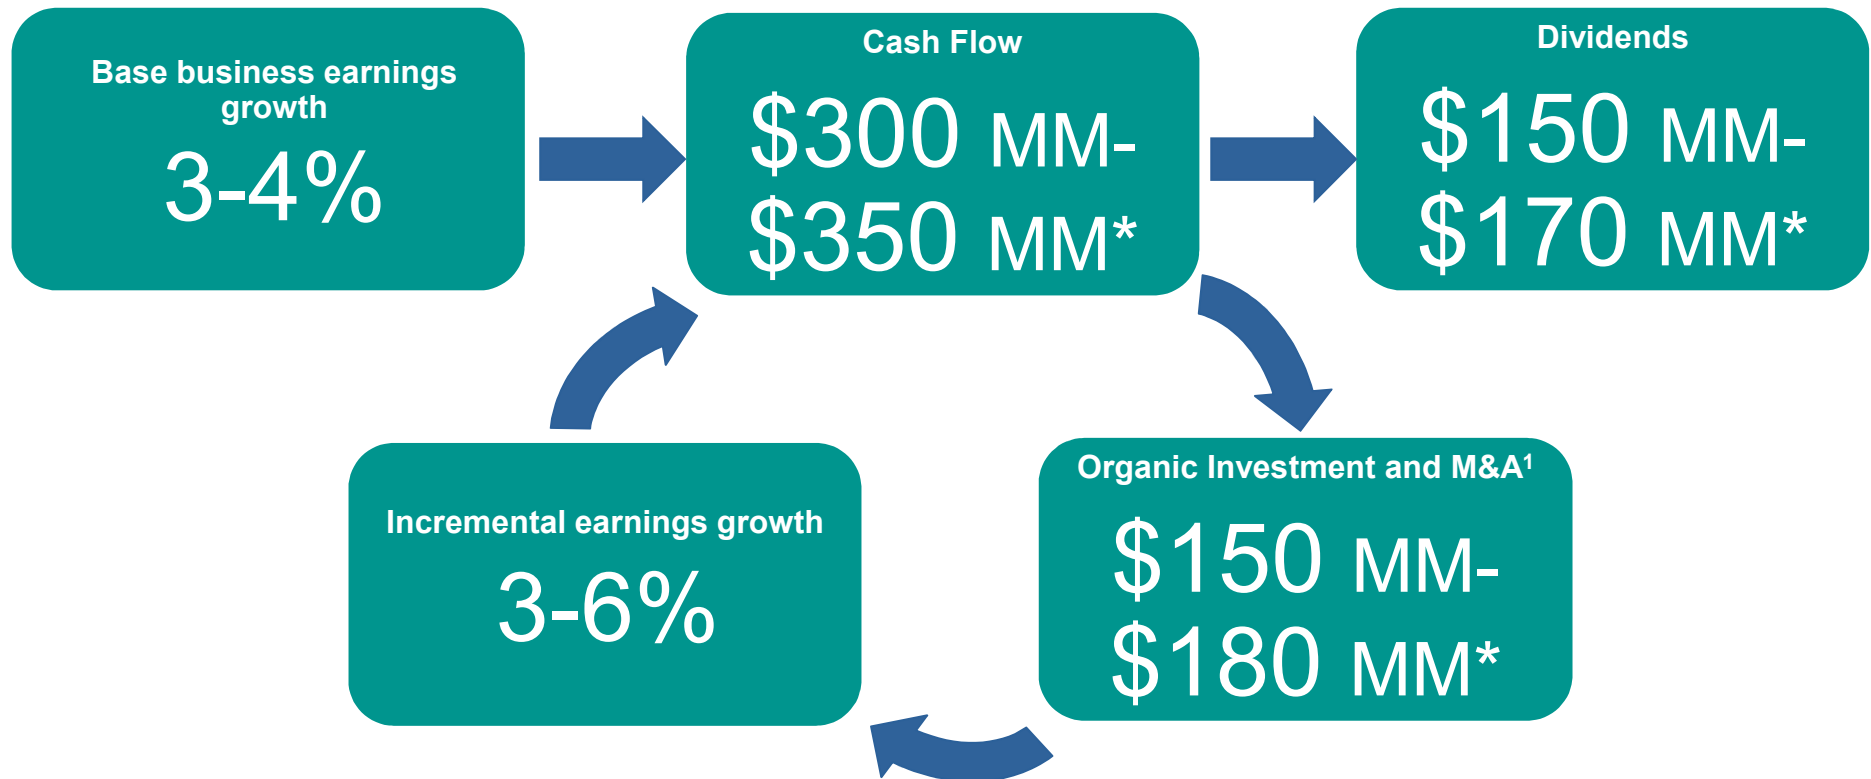 Base business earnings
growth
3-4%
Cash Flow
$300 MM-
$350 MM*
Dividends
$150 MM-
$170 MM*
Incremental earnings growth
3-6%
Organic Investment and M&A¹
$150 MM-
$180 MM*